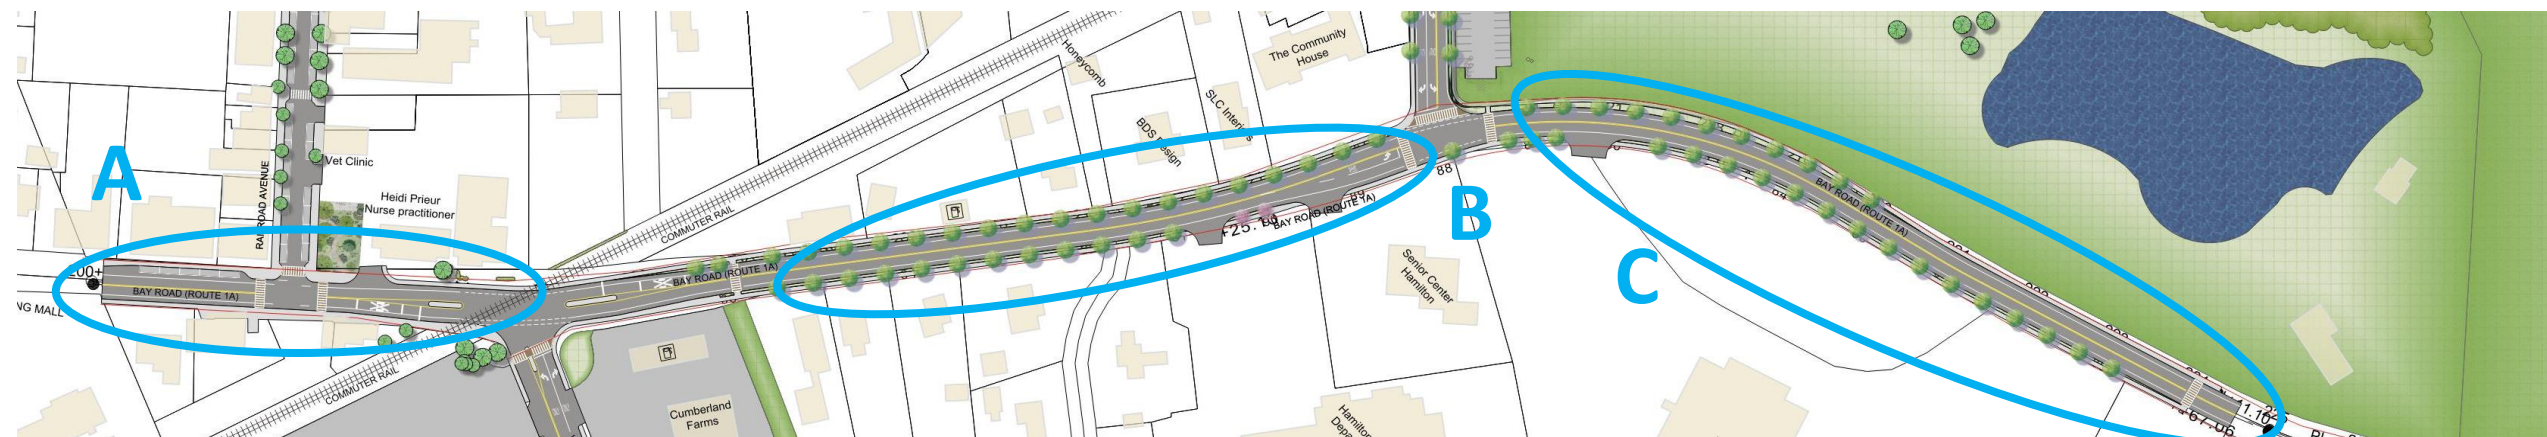 A
B
C
Vet Clinic
Heidi Prieur
Nurse practitioner
RAILROAD AVENUE
200+
BAY ROAD (ROUTE 1A)
NG MALL
COMMUTER RAIL
COMMUTER RAIL
BAY ROAD (ROUTE 1A)
Cumberland
Farms
Honeycomb
BDS Design
SLC Interiors
The Community
House
BAY ROAD (ROUTE 1A)
88
Senior Center
Hamilton
Hamilton
BAY ROAD (ROUTE 1A)